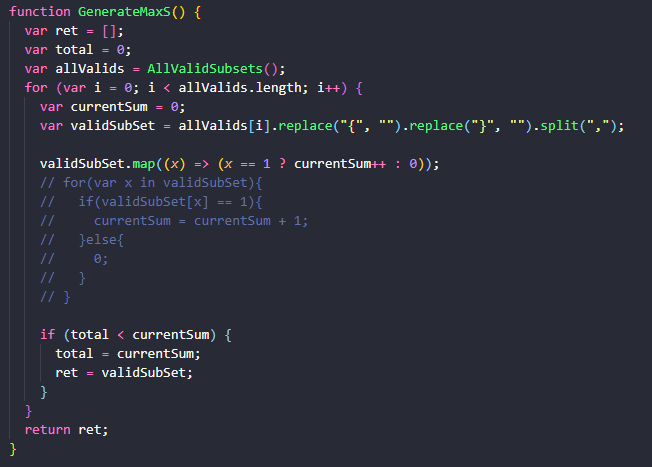 function GenerateMaxS() {
  var ret = [];
  var total = 0;
  var allValids = AllValidSubsets();
  for (var i = 0; i < allValids.length; i++) {
    var currentSum = 0;
    var validSubSet = allValids[i].replace("{", "").replace("}", "").split(",");

    validSubSet.map((x) => (x == 1 ? currentSum++ : 0));
    // for(var x in validSubSet){
    //   if(validSubSet[x] == 1){
    //     currentSum = currentSum + 1;
    //   }else{
    //     0;
    //   }
    // }

    if (total < currentSum) {
      total = currentSum;
      ret = validSubSet;
    }
  }
  return ret;
}